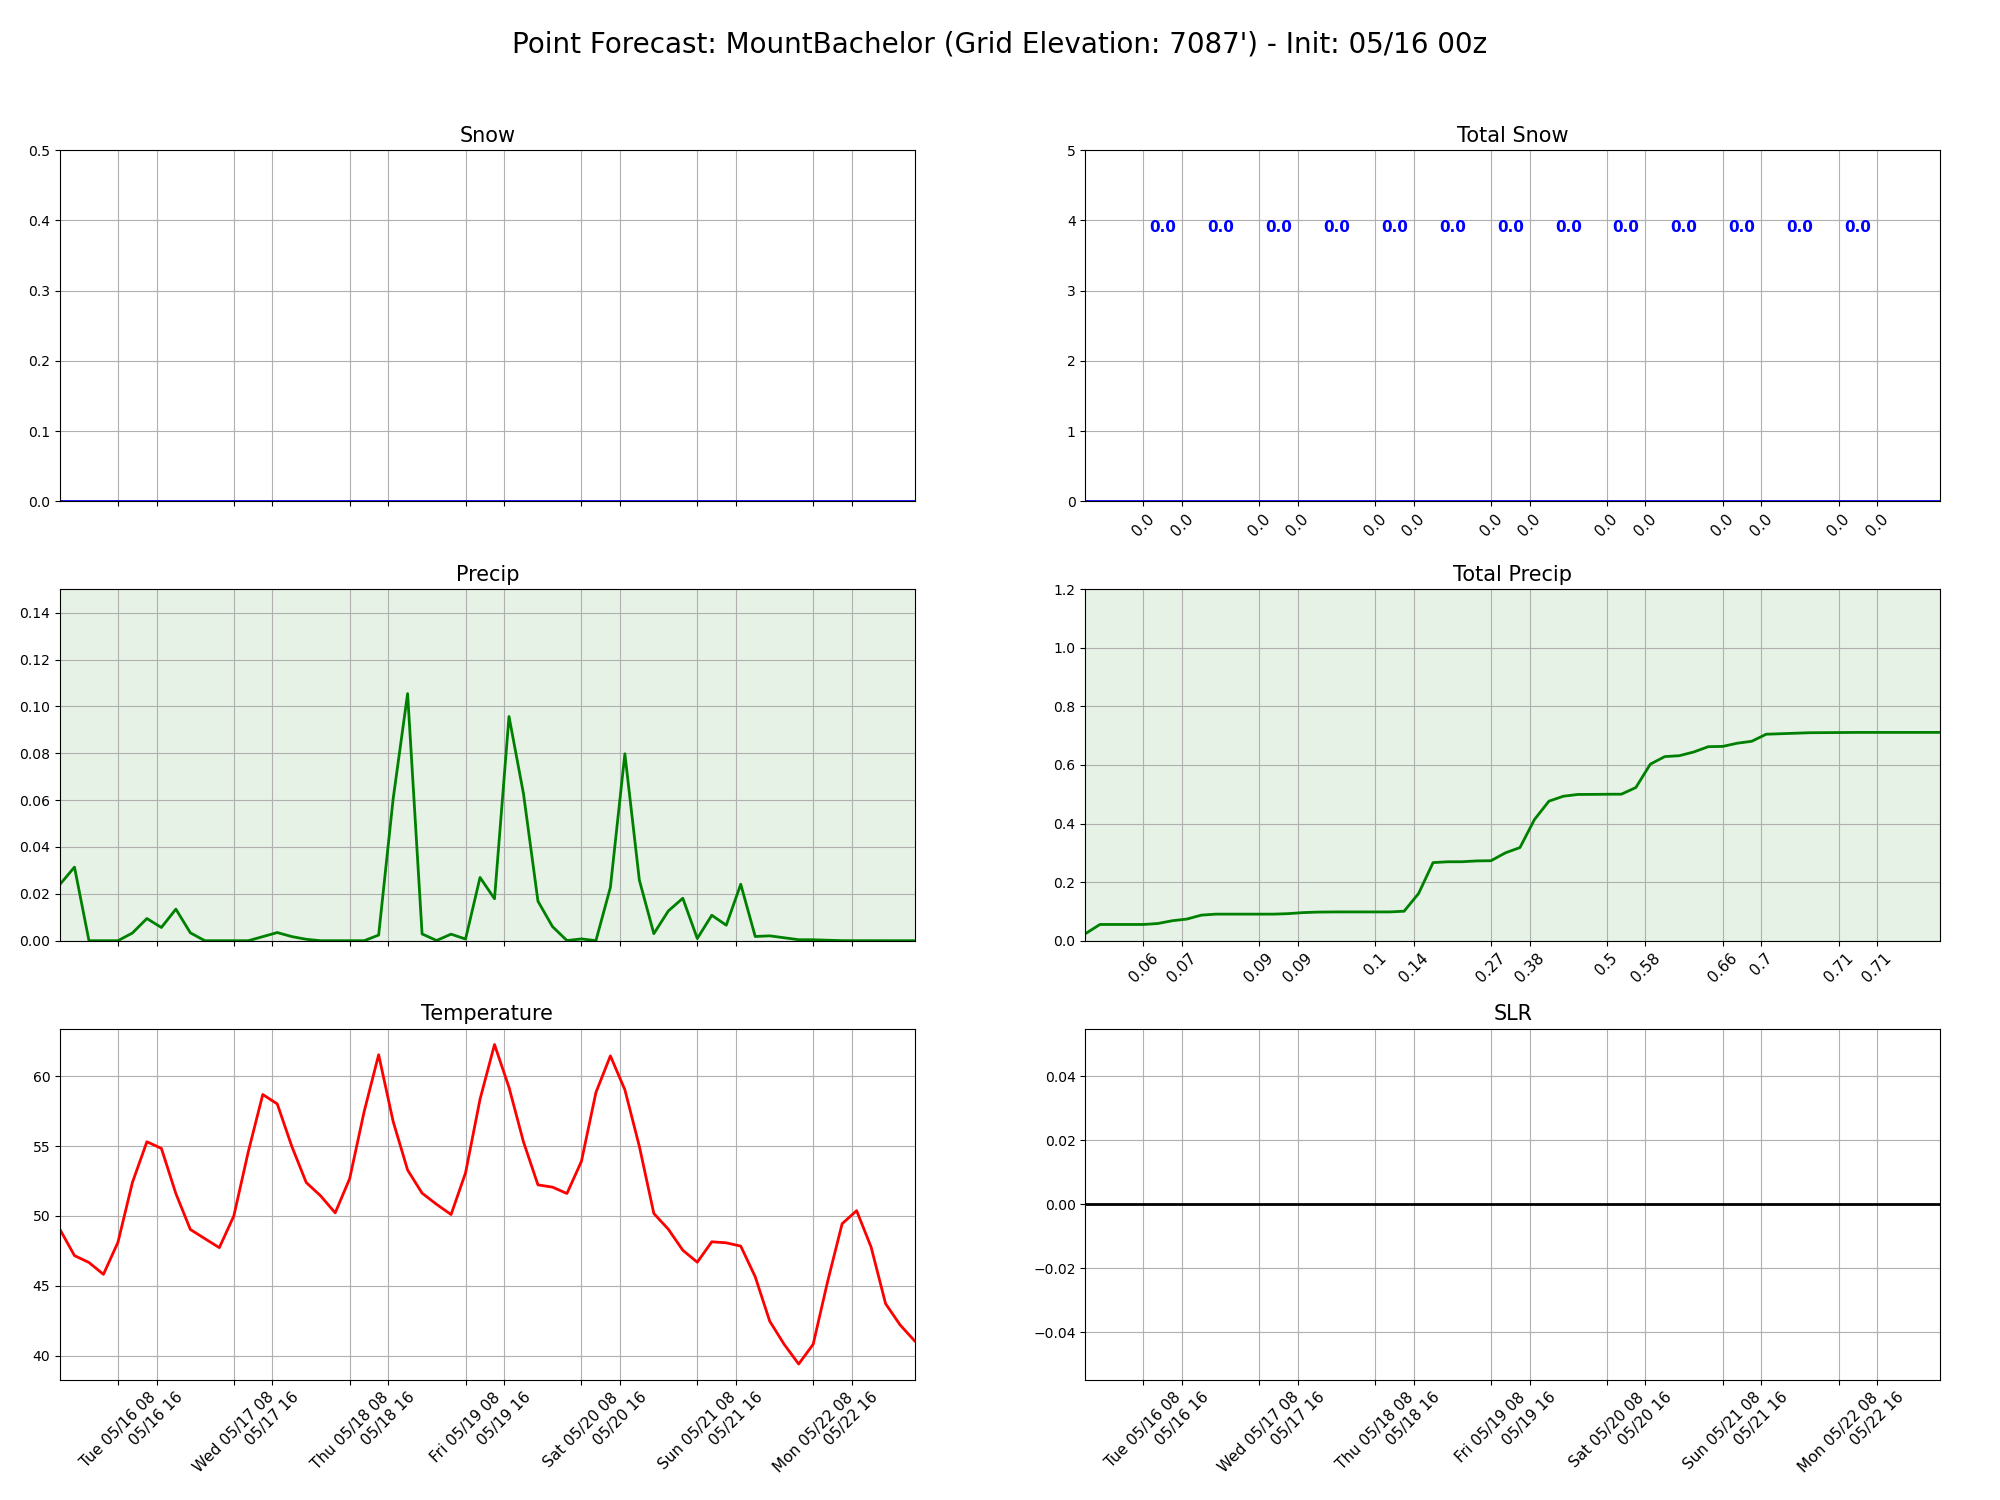 Point Forecast: MountBachelor (Grid Elevation: 7087') - Init: 05/16 00z
Snow
0.5
0.4
0.3
0.2
0.1
0.0
Total Snow
5
4
3
2
1
0
0.0 0.0 0.0 0.0 0.0 0.0 0.0 0.0 0.0 0.0 0.0 0.0 0.0
0.0 0.0 0.0 0.0 0.0 0.0 0.0 0.0 0.0 0.0 0.0 0.0 0.0 0.0
Precip
0.14
0.12
0.10
0.08
0.06
0.04
0.02
0.00
Total Precip
1.2
1.0
0.8
0.6
0.4
0.2
0.0
0.06 0.07 0.09 0.09 0.1 0.14 0.27 0.38 0.5 0.58 0.66 0.7 0.71 0.71
Temperature
60
55
50
45
40
Tue 05/16 08
05/16 16
Wed 05/17 08
05/17 16
Thu 05/18 08
05/18 16
Fri 05/19 08
05/19 16
Sat 05/20 08
05/20 16
Sun 05/21 08
05/21 16
Mon 05/22 08
05/22 16
SLR
0.04
0.02
0.00
−0.02
−0.04
Tue 05/16 08
05/16 16
Wed 05/17 08
05/17 16
Thu 05/18 08
05/18 16
Fri 05/19 08
05/19 16
Sat 05/20 08
05/20 16
Sun 05/21 08
05/21 16
Mon 05/22 08
05/22 16